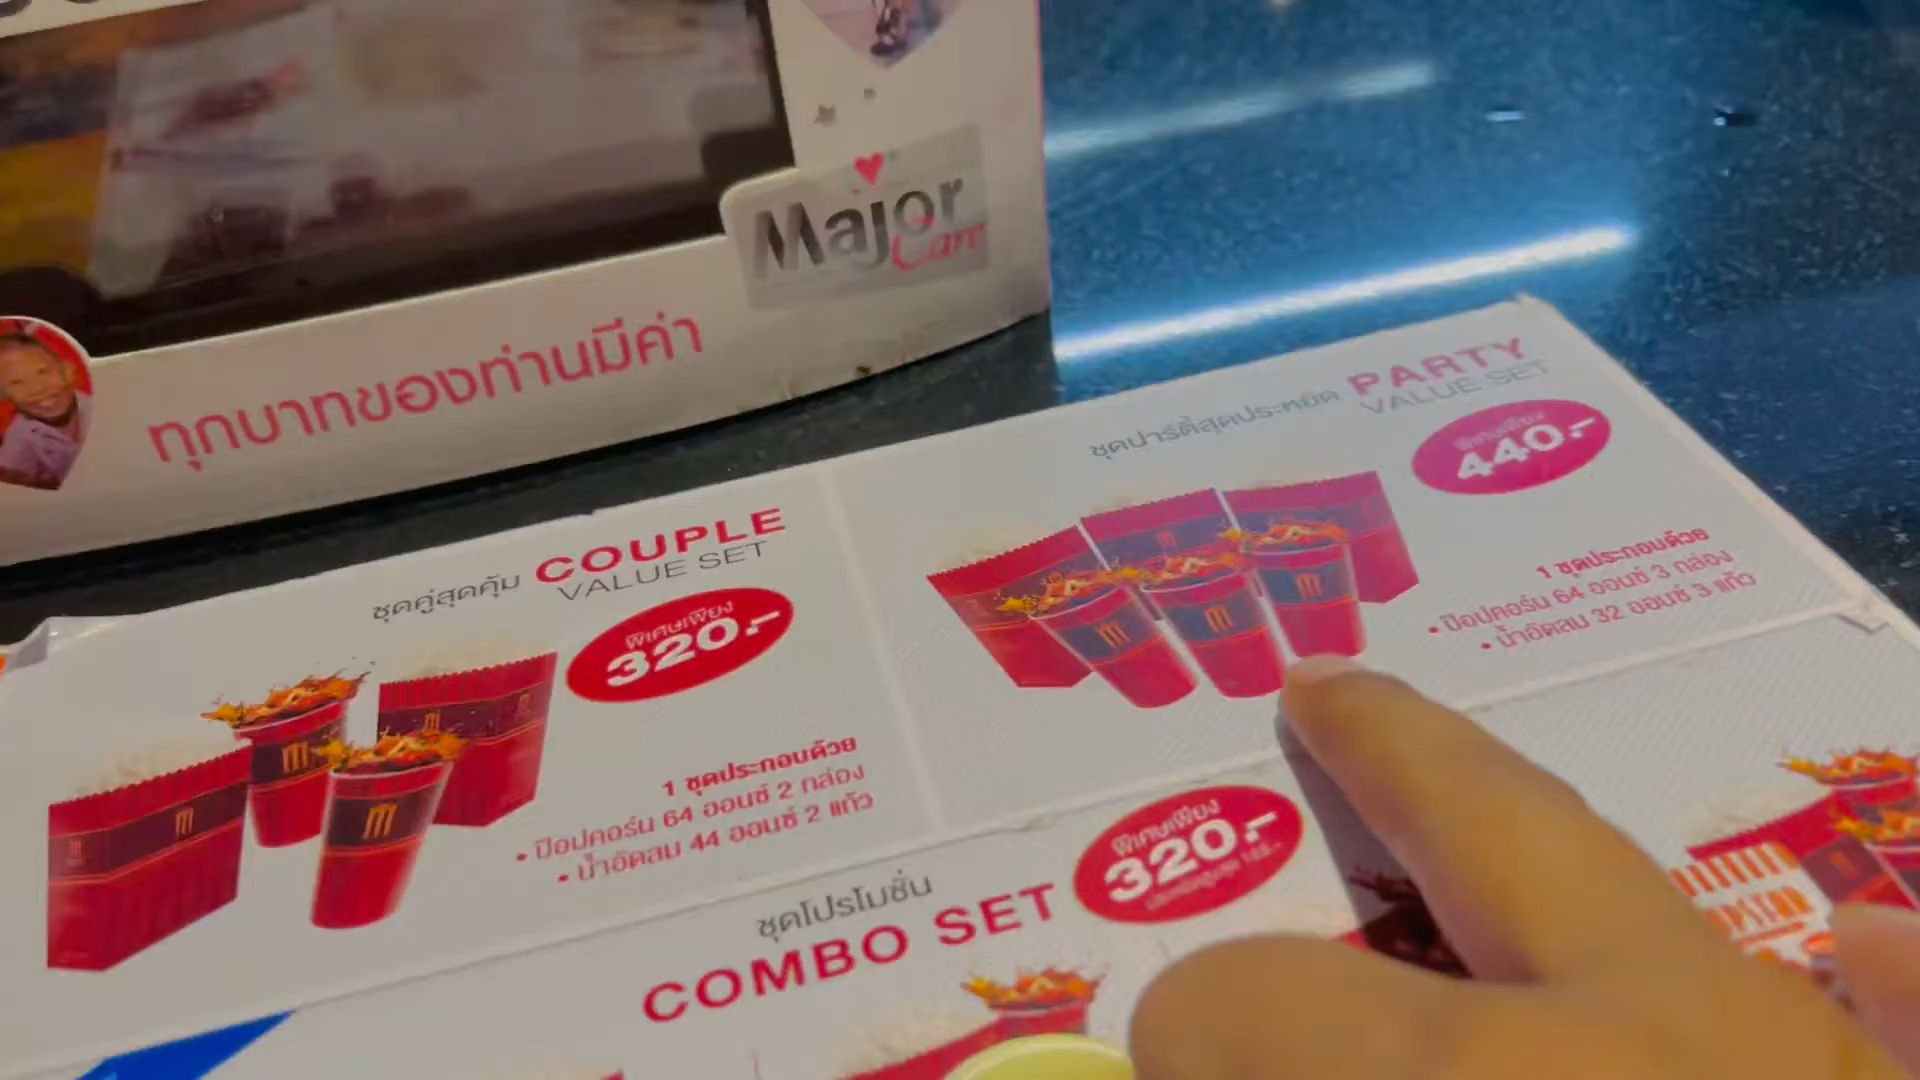 Major
Care
ทุกบาทของท่านมีค่า
ชุดปาร์ตี้สุดประหยัด PARTY
VALUE SET
พิเศษเพียง
440.-
1 ชุดประกอบด้วย
• ป๊อปคอร์น 64 ออนซ์ 3 กล่อง
• น้ำอัดลม 32 ออนซ์ 3 แก้ว
ชุดคู่สุดคุ้ม COUPLE
VALUE SET
พิเศษเพียง
320.-
1 ชุดประกอบด้วย
• ป๊อปคอร์น 64 ออนซ์ 2 กล่อง
• น้ำอัดลม 44 ออนซ์ 2 แก้ว
ชุดโปรโมชั่น
COMBO SET
พิเศษเพียง
320.-